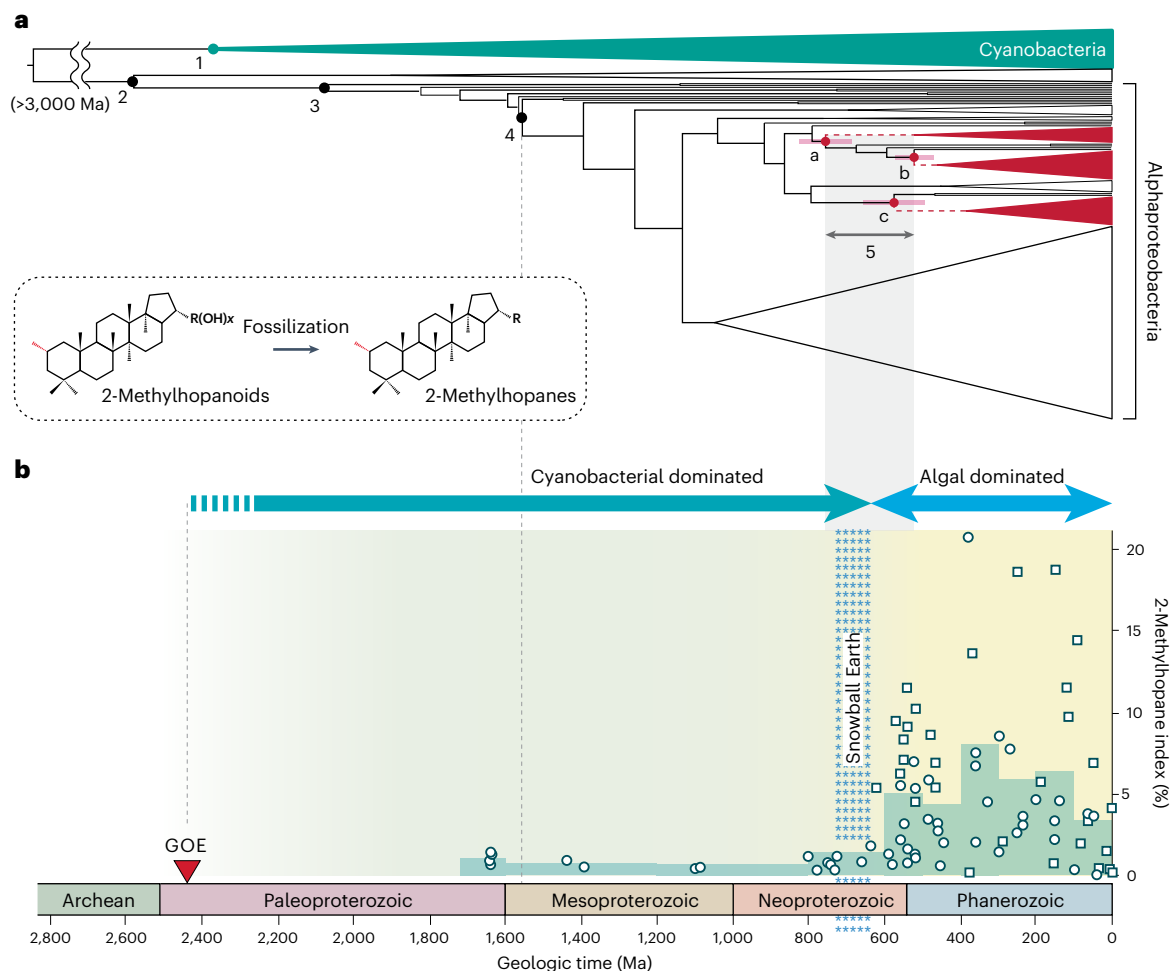 a
Cyanobacteria
1
2
(>3,000 Ma)
3
4
a
b
c
5
Alphaproteobacteria
R(OH)x
Fossilization
R
2-Methylhopanoids
2-Methylhopanes
b
Cyanobacterial dominated
Algal dominated
Snowball Earth
GOE
20
15
10
5
0
2-Methylhopane index (%)
Archean
Paleoproterozoic
Mesoproterozoic
Neoproterozoic
Phanerozoic
2,800 2,600 2,400 2,200 2,000 1,800 1,600 1,400 1,200 1,000 800 600 400 200 0
Geologic time (Ma)